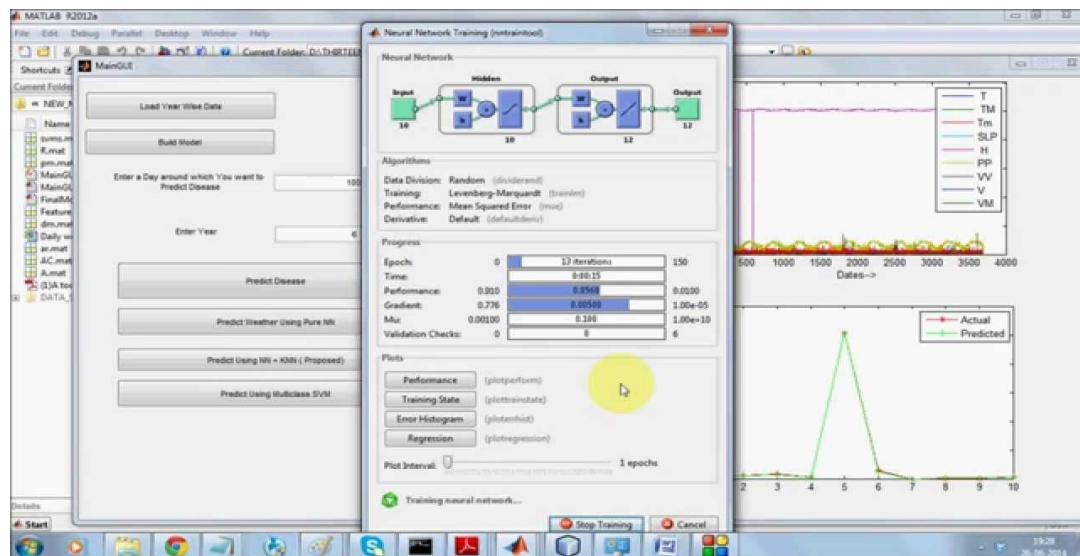 MATLAB R2012a
File Edit Debug Parallel Desktop Window Help
Current Folder: D:\THIRTEEN
Shortcuts
Current Folder
Name
R.mat
pm.mat
dm.mat
ar.mat
AC.mat
A.mat
Details
Start
MainGUI
Load Year Wise Data
Build Model
Enter a Day around which You want to
Predict Disease
100
Enter Year
6
Predict Disease
Predict Weather Using Pure NN
Predict Using NN + KNN ( Proposed)
Predict Using Multiclass SVM
Neural Network Training (nntraintool)
Neural Network
Hidden Output
Input Output
W W
b b
10 10 12 12
Algorithms
Data Division: Random (dividerand)
Training: Levenberg-Marquardt (trainlm)
Performance: Mean Squared Error (mse)
Derivative: Default (defaultderiv)
Progress
Epoch: 0 13 iterations 150
Time: 0:00:15
Performance: 0.910 0.0560 0.0100
Gradient: 0.776 0.00500 1.00e-05
Mu: 0.00100 0.100 1.00e+10
Validation Checks: 0 0 6
Plots
Performance (plotperform)
Training State (plottrainstate)
Error Histogram (ploterrhist)
Regression (plotregression)
Plot Interval: 1 epochs
Training neural network...
Stop Training Cancel
T
TM
Tm
SLP
H
PP
VV
V
VM
500 1000 1500 2000 2500 3000 3500 4000
Dates-->
Actual
Predicted
2 3 4 5 6 7 8 9 10
19:28
26-06-2014